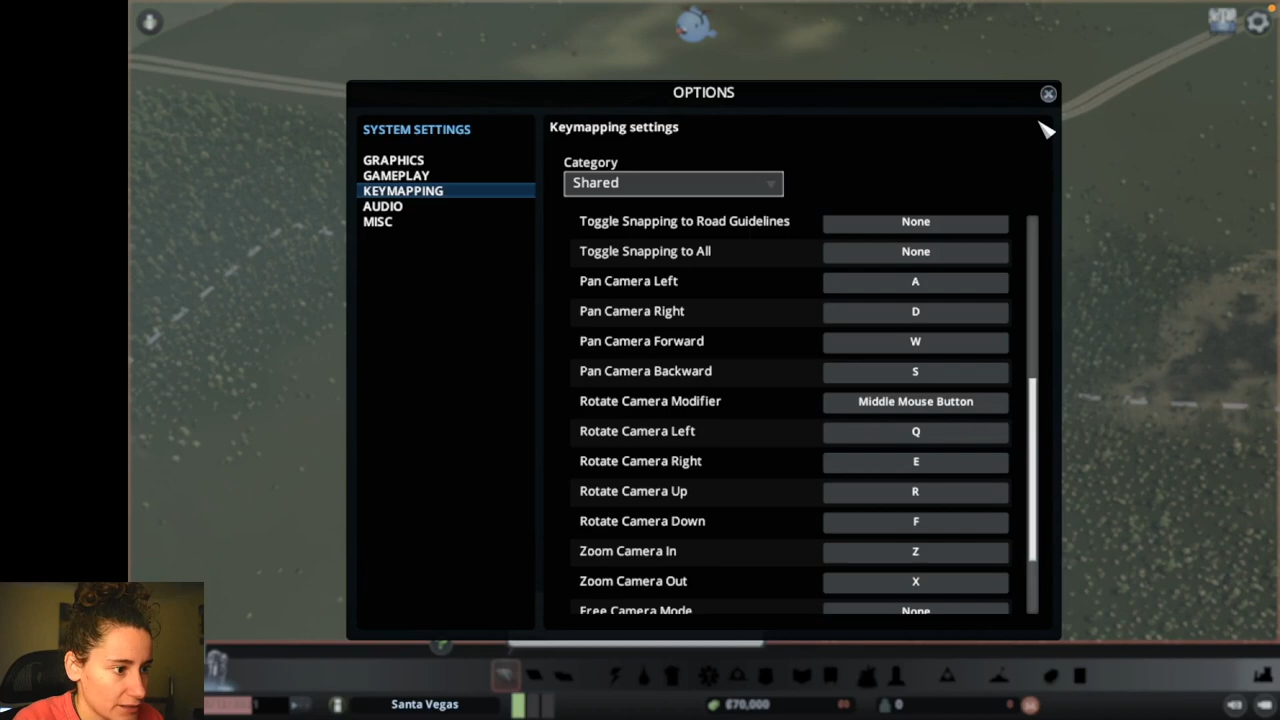 OPTIONS
SYSTEM SETTINGS
GRAPHICS
GAMEPLAY
KEYMAPPING
AUDIO
MISC
Keymapping settings
Category
Shared
Toggle Snapping to Road Guidelines None
Toggle Snapping to All None
Pan Camera Left A
Pan Camera Right D
Pan Camera Forward W
Pan Camera Backward S
Rotate Camera Modifier Middle Mouse Button
Rotate Camera Left Q
Rotate Camera Right E
Rotate Camera Up R
Rotate Camera Down F
Zoom Camera In Z
Zoom Camera Out X
Free Camera Mode None
Santa Vegas ₡70,000 0 0